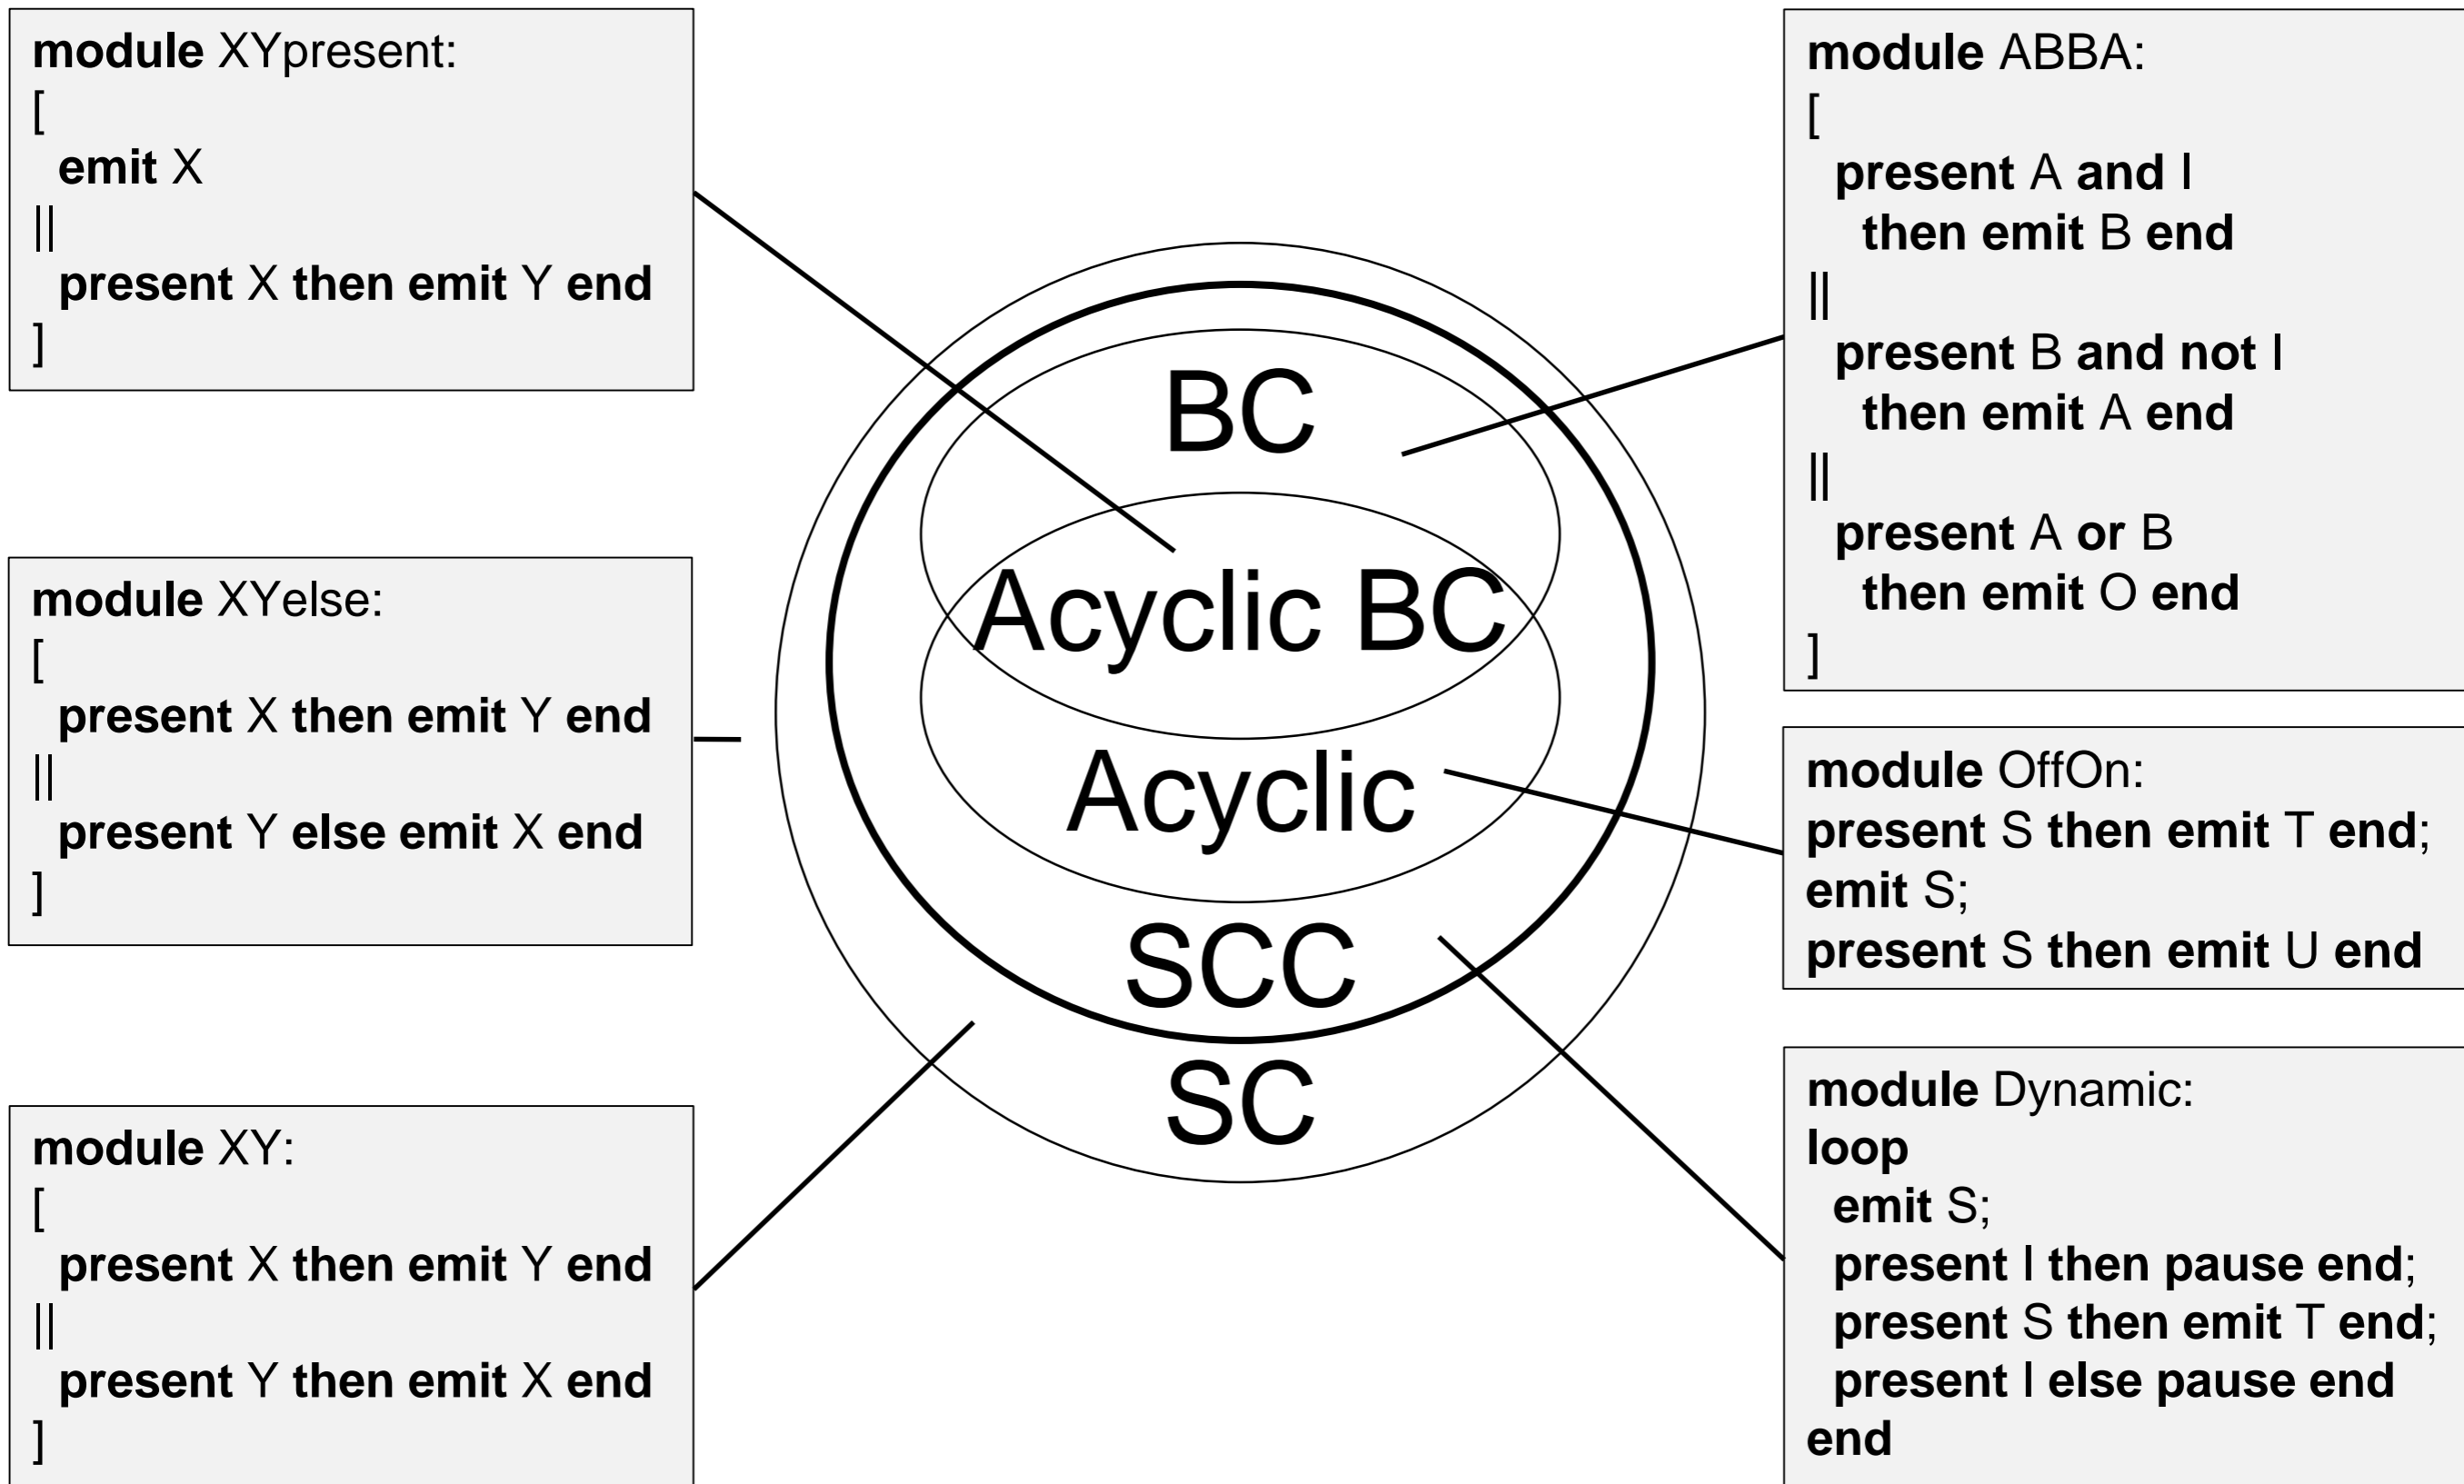 module XYpresent:
[
emit X
||
present X then emit Y end
]
module XYelse:
[
present X then emit Y end
||
present Y else emit X end
]
module XY:
[
present X then emit Y end
||
present Y then emit X end
]
BC
Acyclic BC
Acyclic
SCC
SC
module ABBA:
[
present A and I
then emit B end
||
present B and not I
then emit A end
||
present A or B
then emit O end
]
module OffOn:
present S then emit T end;
emit S;
present S then emit U end
module Dynamic:
loop
emit S;
present I then pause end;
present S then emit T end;
present I else pause end
end